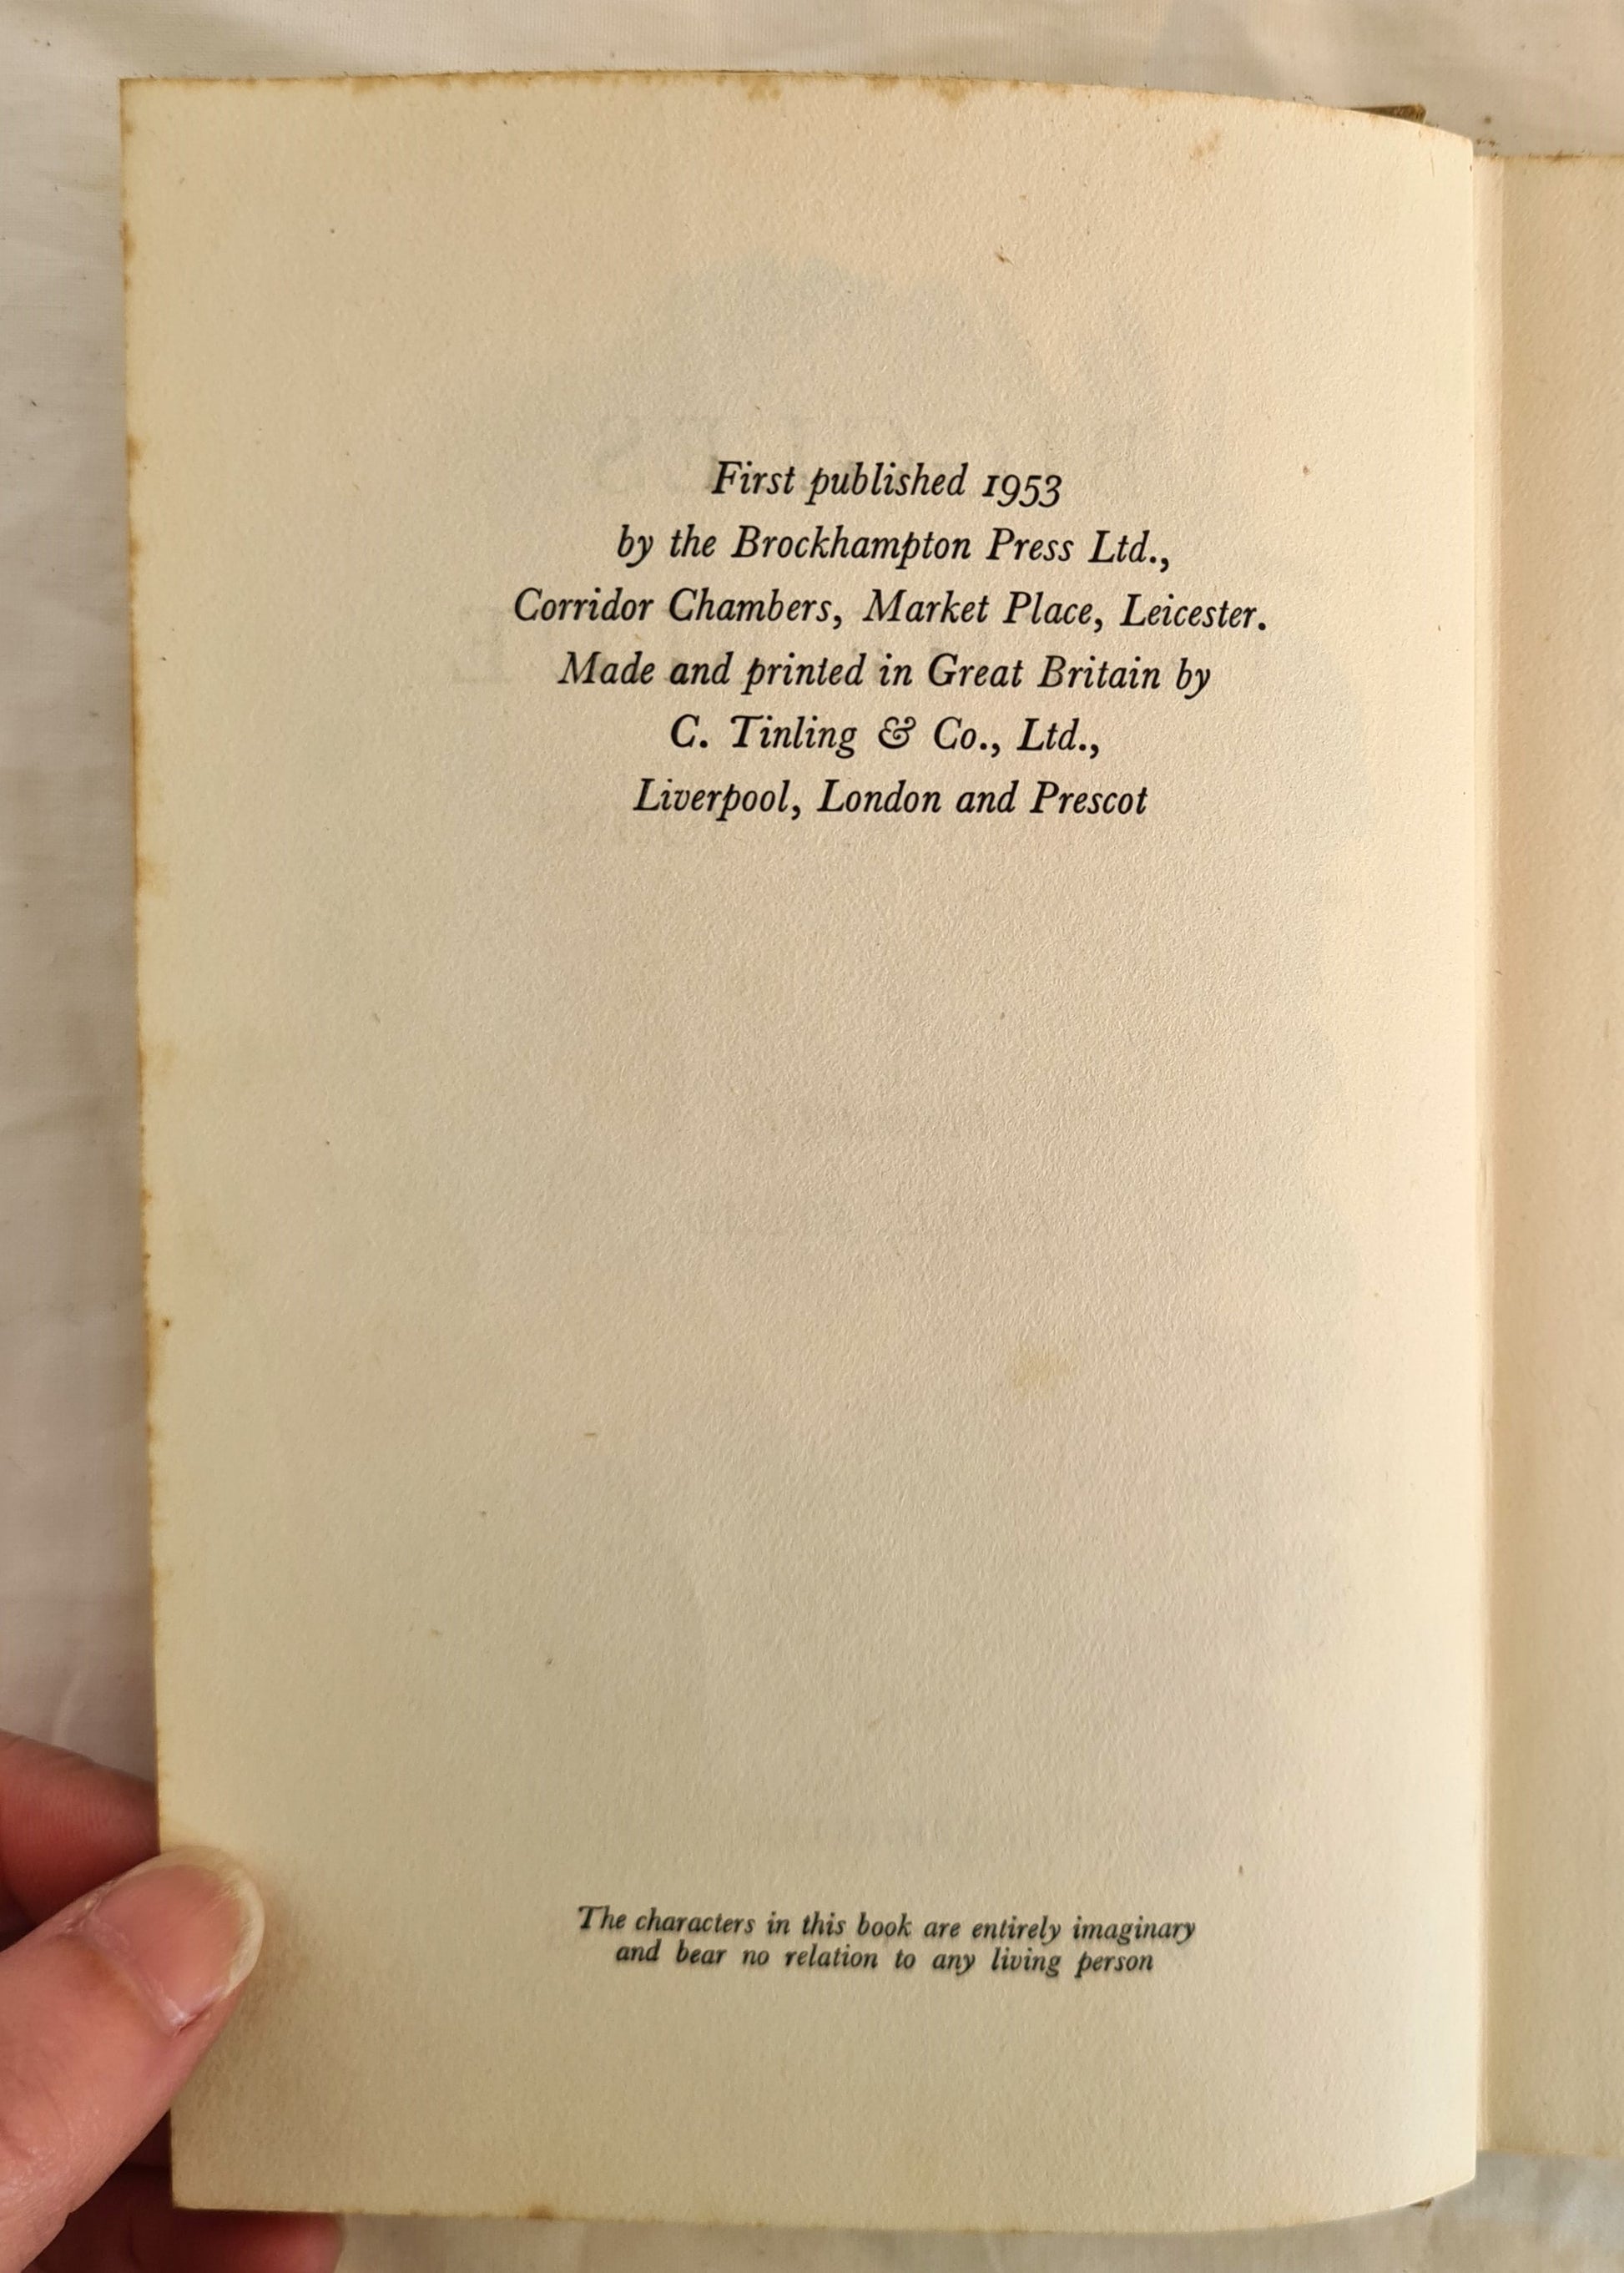 First published 1953
by the Brockhampton Press Ltd.,
Corridor Chambers, Market Place, Leicester.
Made and printed in Great Britain by
C. Tinling & Co., Ltd.,
Liverpool, London and Prescot
The characters in this book are entirely imaginary
and bear no relation to any living person